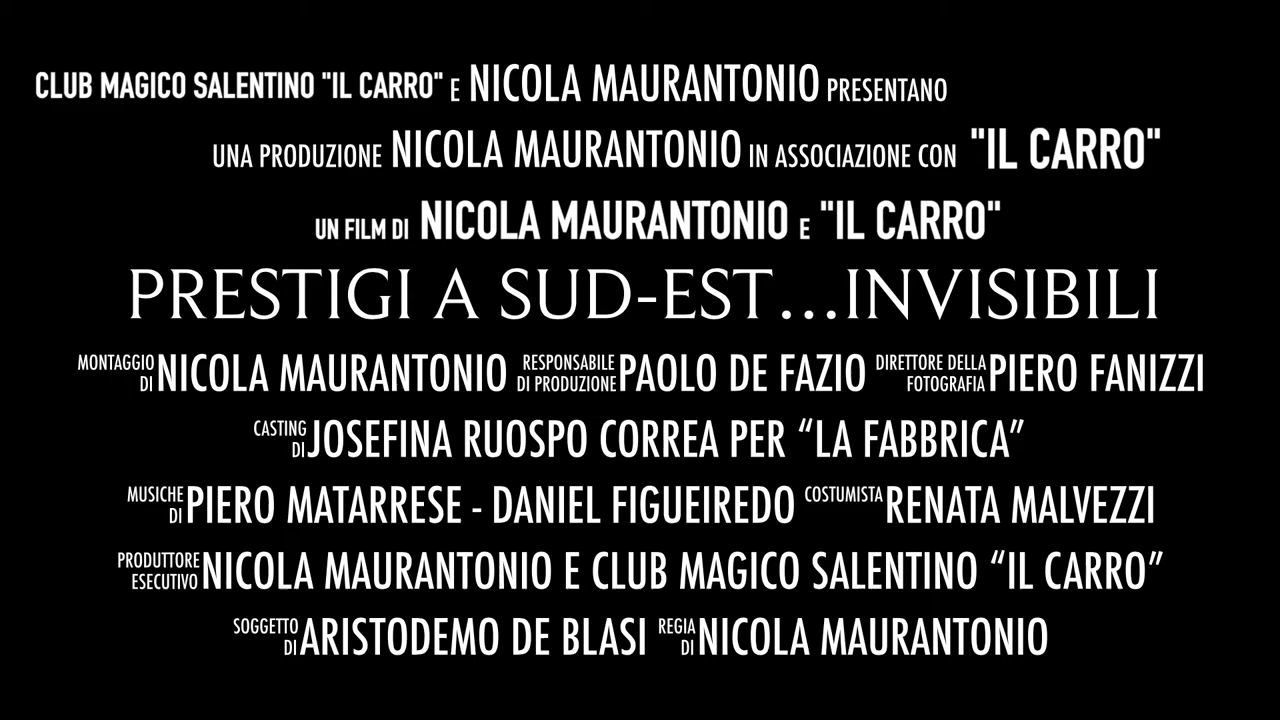 CLUB MAGICO SALENTINO "IL CARRO" E NICOLA MAURANTONIO PRESENTANO
UNA PRODUZIONE NICOLA MAURANTONIO IN ASSOCIAZIONE CON "IL CARRO"
UN FILM DI NICOLA MAURANTONIO E "IL CARRO"
PRESTIGI A SUD-EST...INVISIBILI
MONTAGGIO DI NICOLA MAURANTONIO RESPONSABILE DI PRODUZIONE PAOLO DE FAZIO DIRETTORE DELLA FOTOGRAFIA PIERO FANIZZI
CASTING DI JOSEFINA RUOSPO CORREA PER “LA FABBRICA”
MUSICHE DI PIERO MATARRESE - DANIEL FIGUEIREDO COSTUMISTA RENATA MALVEZZI
PRODUTTORE ESECUTIVO NICOLA MAURANTONIO E CLUB MAGICO SALENTINO “IL CARRO”
SOGGETTO DI ARISTODEMO DE BLASI REGIA DI NICOLA MAURANTONIO